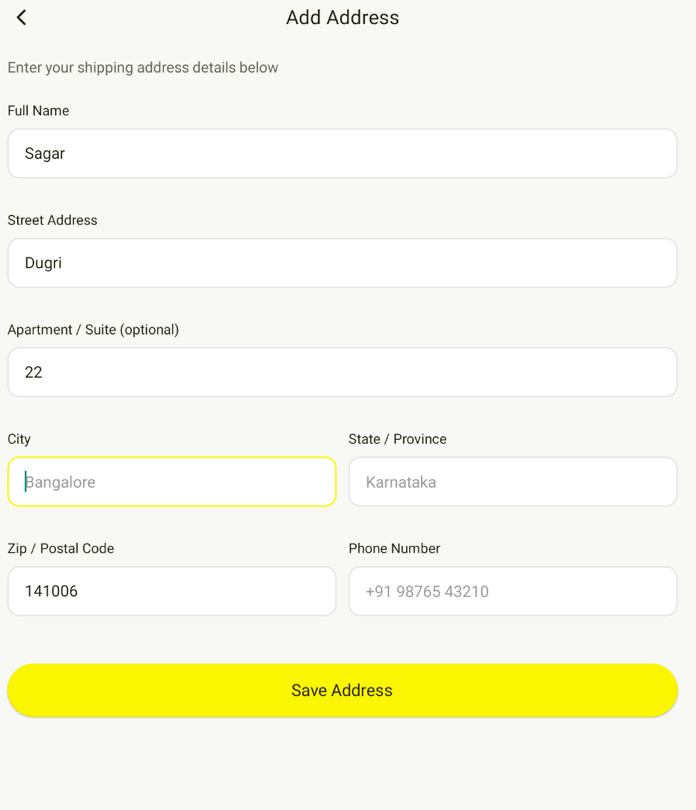 Add Address
Enter your shipping address details below
Full Name
Sagar
Street Address
Dugri
Apartment / Suite (optional)
22
City State / Province
Bangalore Karnataka
Zip / Postal Code Phone Number
141006 +91 98765 43210
Save Address